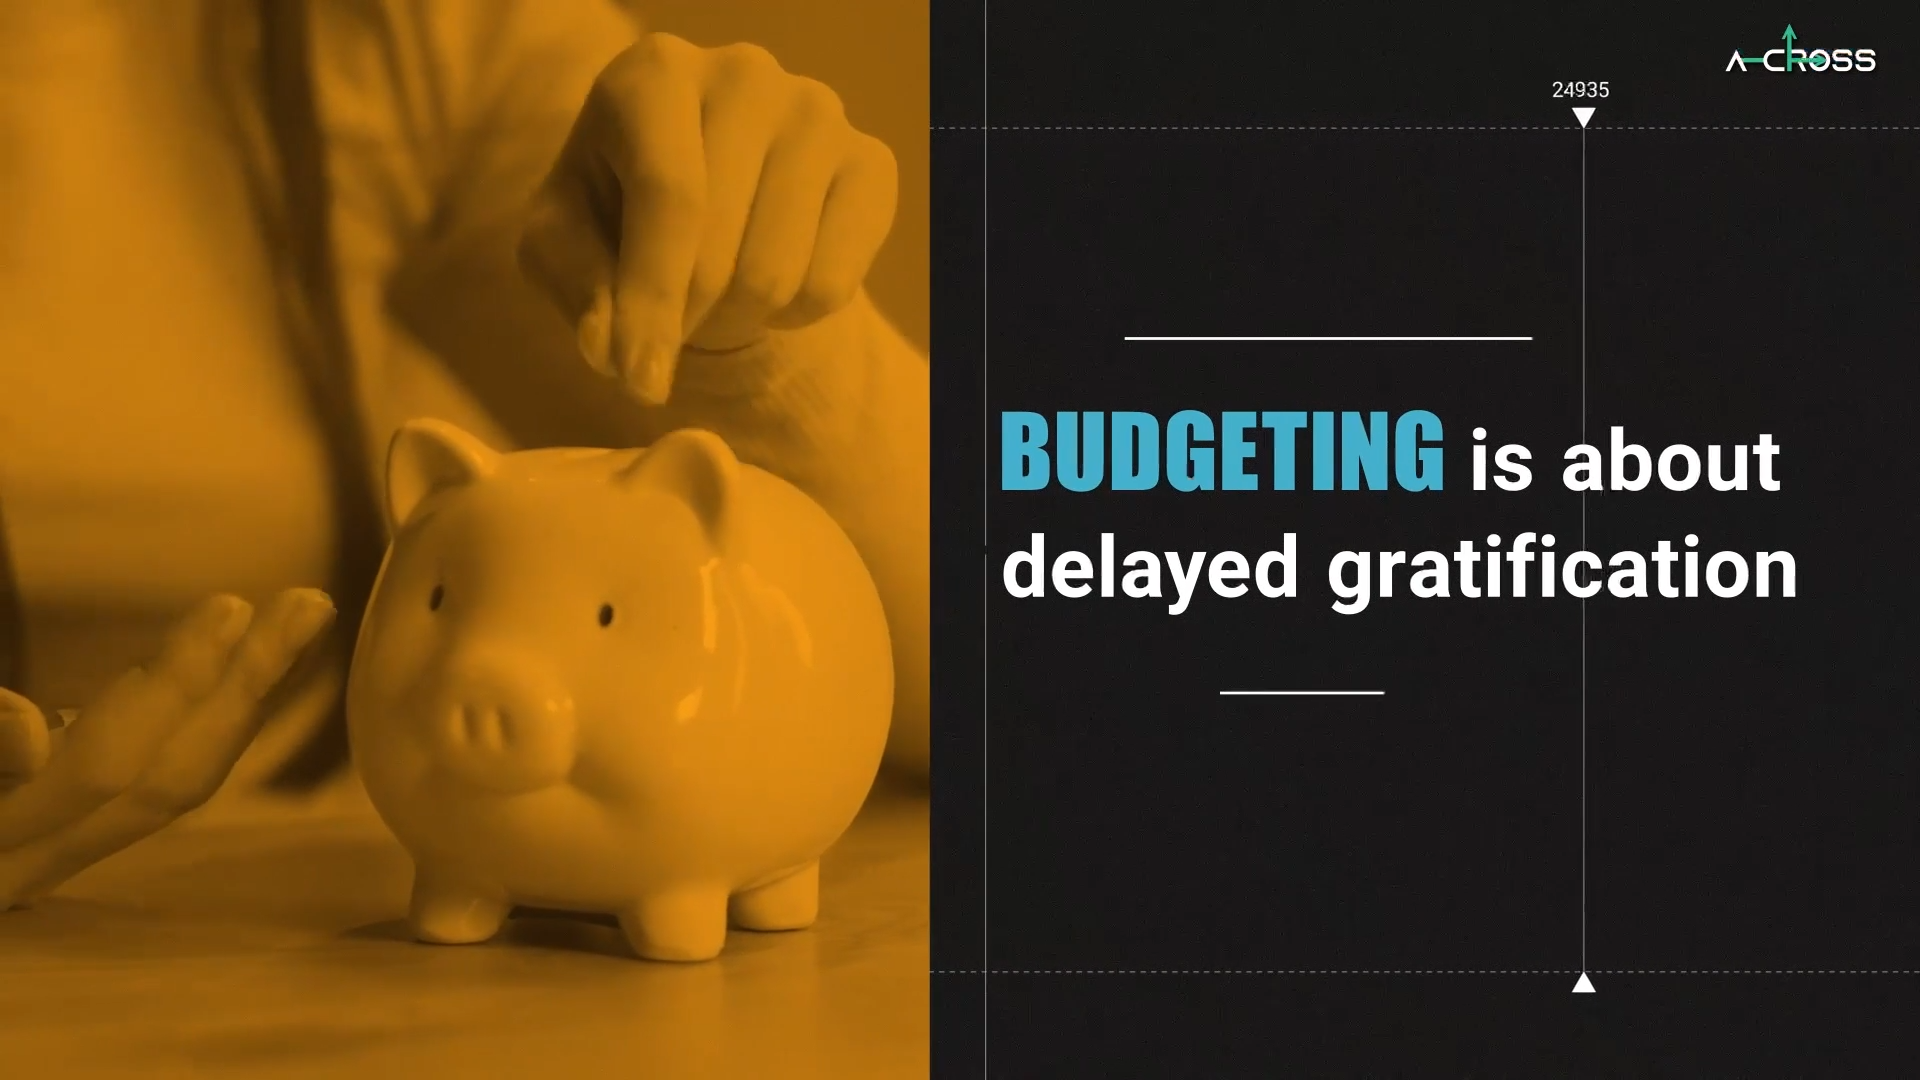 A-CROSS
24935
BUDGETING is about
delayed gratification